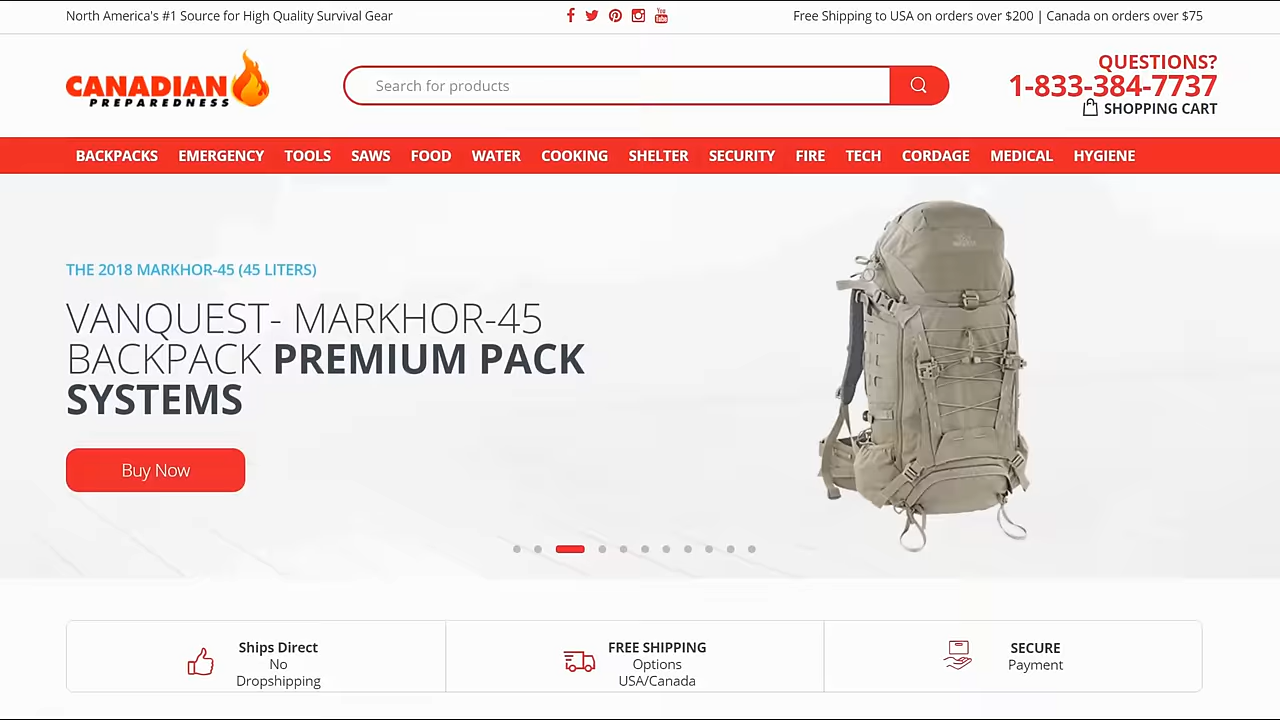 North America's #1 Source for High Quality Survival Gear
You Tube
Free Shipping to USA on orders over $200 | Canada on orders over $75
CANADIAN
PREPAREDNESS
Search for products
QUESTIONS?
1-833-384-7737
SHOPPING CART
BACKPACKS EMERGENCY TOOLS SAWS FOOD WATER COOKING SHELTER SECURITY FIRE TECH CORDAGE MEDICAL HYGIENE
THE 2018 MARKHOR-45 (45 LITERS)
VANQUEST- MARKHOR-45
BACKPACK PREMIUM PACK
SYSTEMS
Buy Now
Ships Direct
No
Dropshipping
FREE SHIPPING
Options
USA/Canada
SECURE
Payment